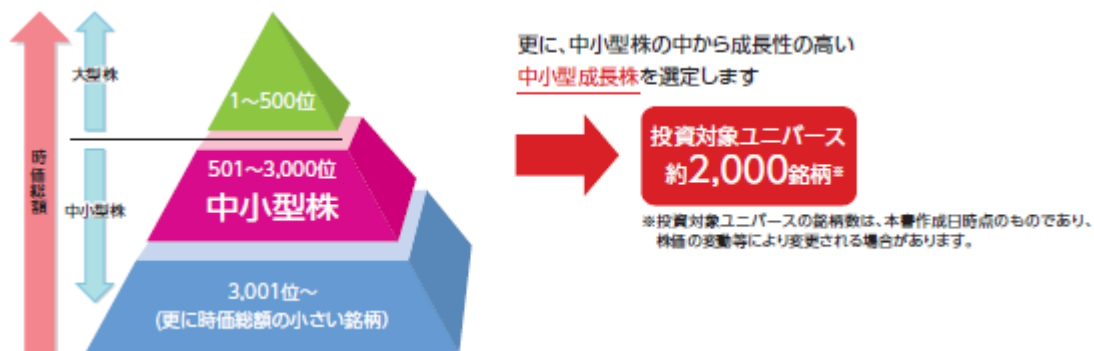 時価総額
大型株
中小型株
1～500位
501～3,000位
中小型株
3,001位～
(更に時価総額の小さい銘柄)
更に、中小型株の中から成長性の高い
中小型成長株を選定します
投資対象ユニバース
約2,000銘柄※
※投資対象ユニバースの銘柄数は、本書作成日時点のものであり、
株価の変動等により変更される場合があります。